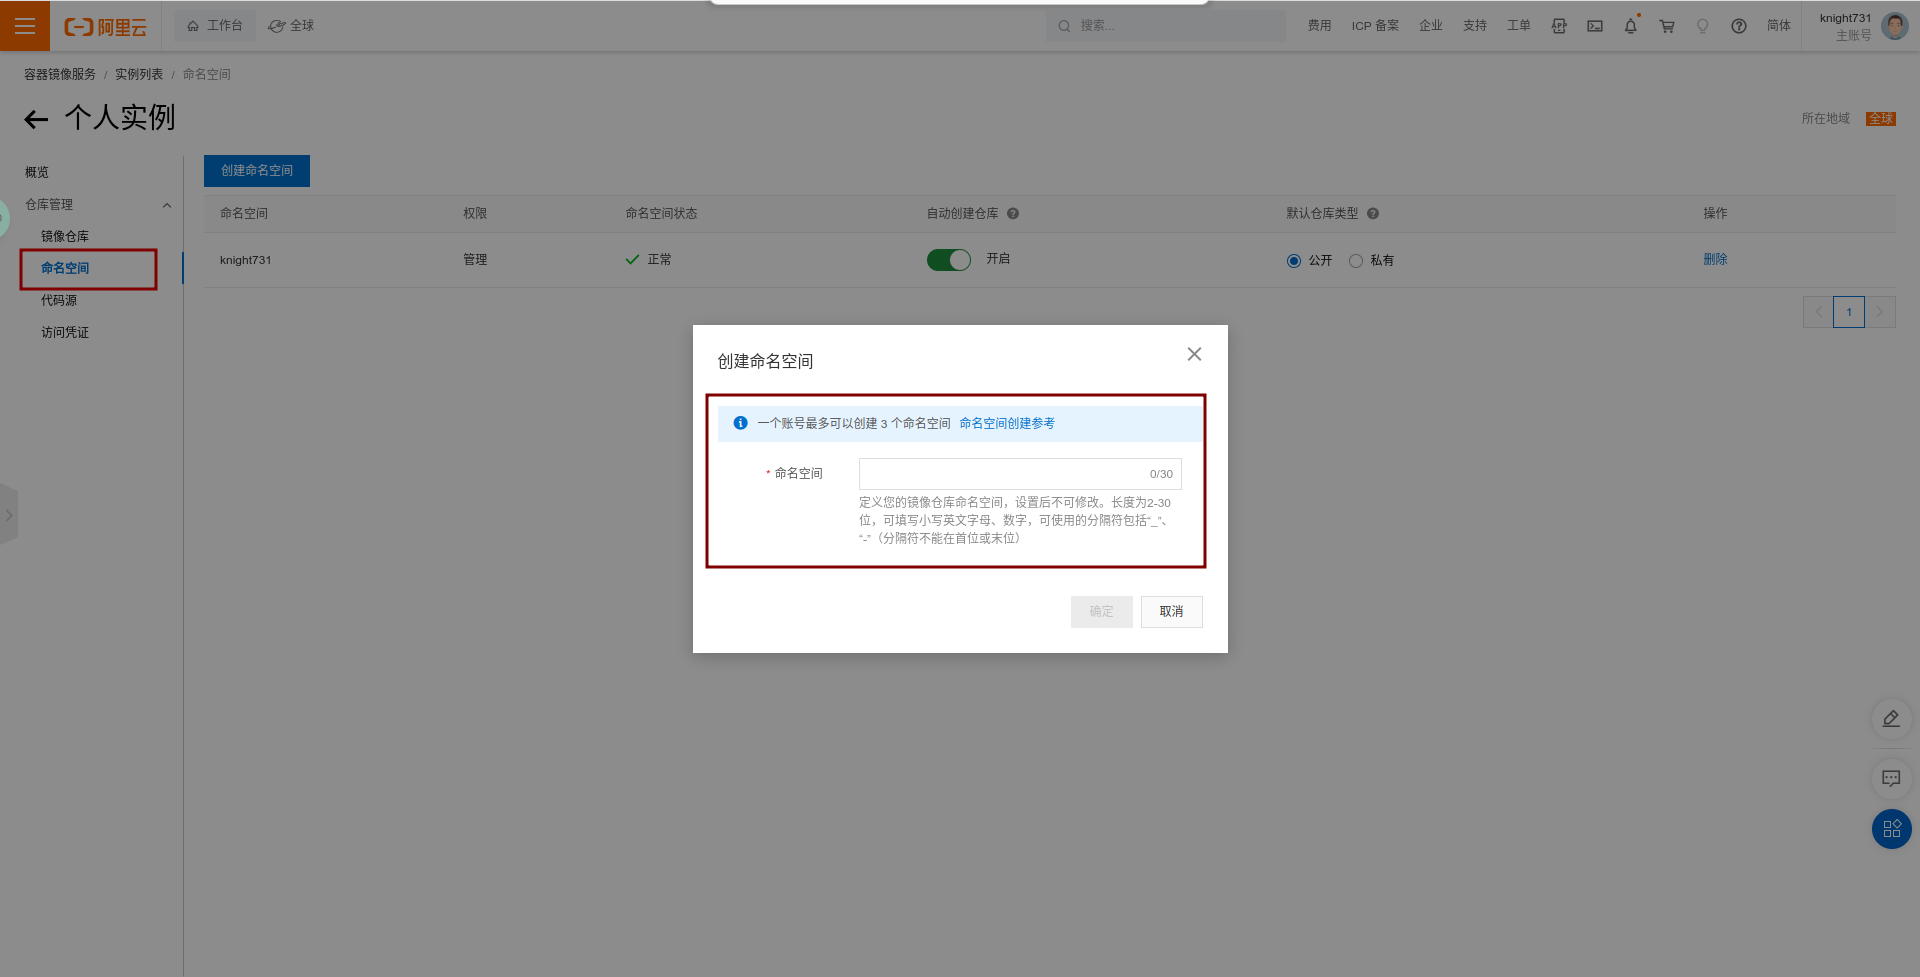 阿里云
工作台
全球
搜索...
费用
ICP 备案
企业
支持
工单
简体
knight731
主账号
容器镜像服务 / 实例列表 / 命名空间
个人实例
所在地域 全球
概览
仓库管理
镜像仓库
命名空间
代码源
访问凭证
创建命名空间
命名空间 权限 命名空间状态 自动创建仓库 默认仓库类型 操作
knight731 管理 正常 开启 公开 私有 删除
1
创建命名空间
一个账号最多可以创建 3 个命名空间 命名空间创建参考
* 命名空间
0/30
定义您的镜像仓库命名空间，设置后不可修改。长度为2-30
位，可填写小写英文字母、数字，可使用的分隔符包括“_”、
“-”（分隔符不能在首位或末位）
确定
取消